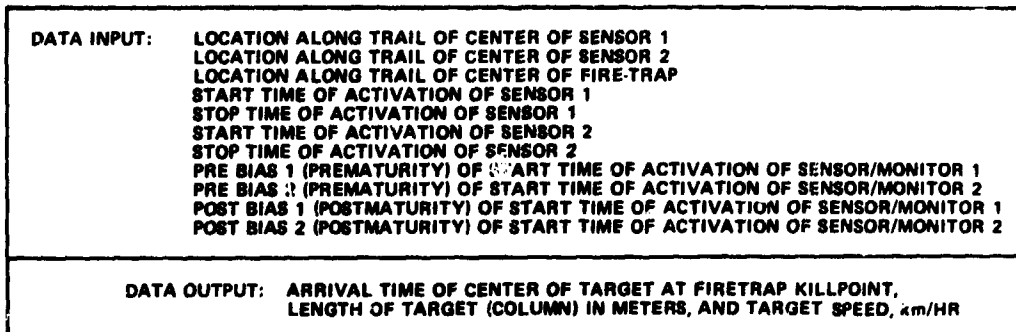 DATA INPUT: LOCATION ALONG TRAIL OF CENTER OF SENSOR 1
LOCATION ALONG TRAIL OF CENTER OF SENSOR 2
LOCATION ALONG TRAIL OF CENTER OF FIRE-TRAP
START TIME OF ACTIVATION OF SENSOR 1
STOP TIME OF ACTIVATION OF SENSOR 1
START TIME OF ACTIVATION OF SENSOR 2
STOP TIME OF ACTIVATION OF SENSOR 2
PRE BIAS 1 (PREMATURITY) OF START TIME OF ACTIVATION OF SENSOR/MONITOR 1
PRE BIAS 2 (PREMATURITY) OF START TIME OF ACTIVATION OF SENSOR/MONITOR 2
POST BIAS 1 (POSTMATURITY) OF START TIME OF ACTIVATION OF SENSOR/MONITOR 1
POST BIAS 2 (POSTMATURITY) OF START TIME OF ACTIVATION OF SENSOR/MONITOR 2
DATA OUTPUT: ARRIVAL TIME OF CENTER OF TARGET AT FIRETRAP KILLPOINT,
LENGTH OF TARGET (COLUMN) IN METERS, AND TARGET SPEED, km/HR